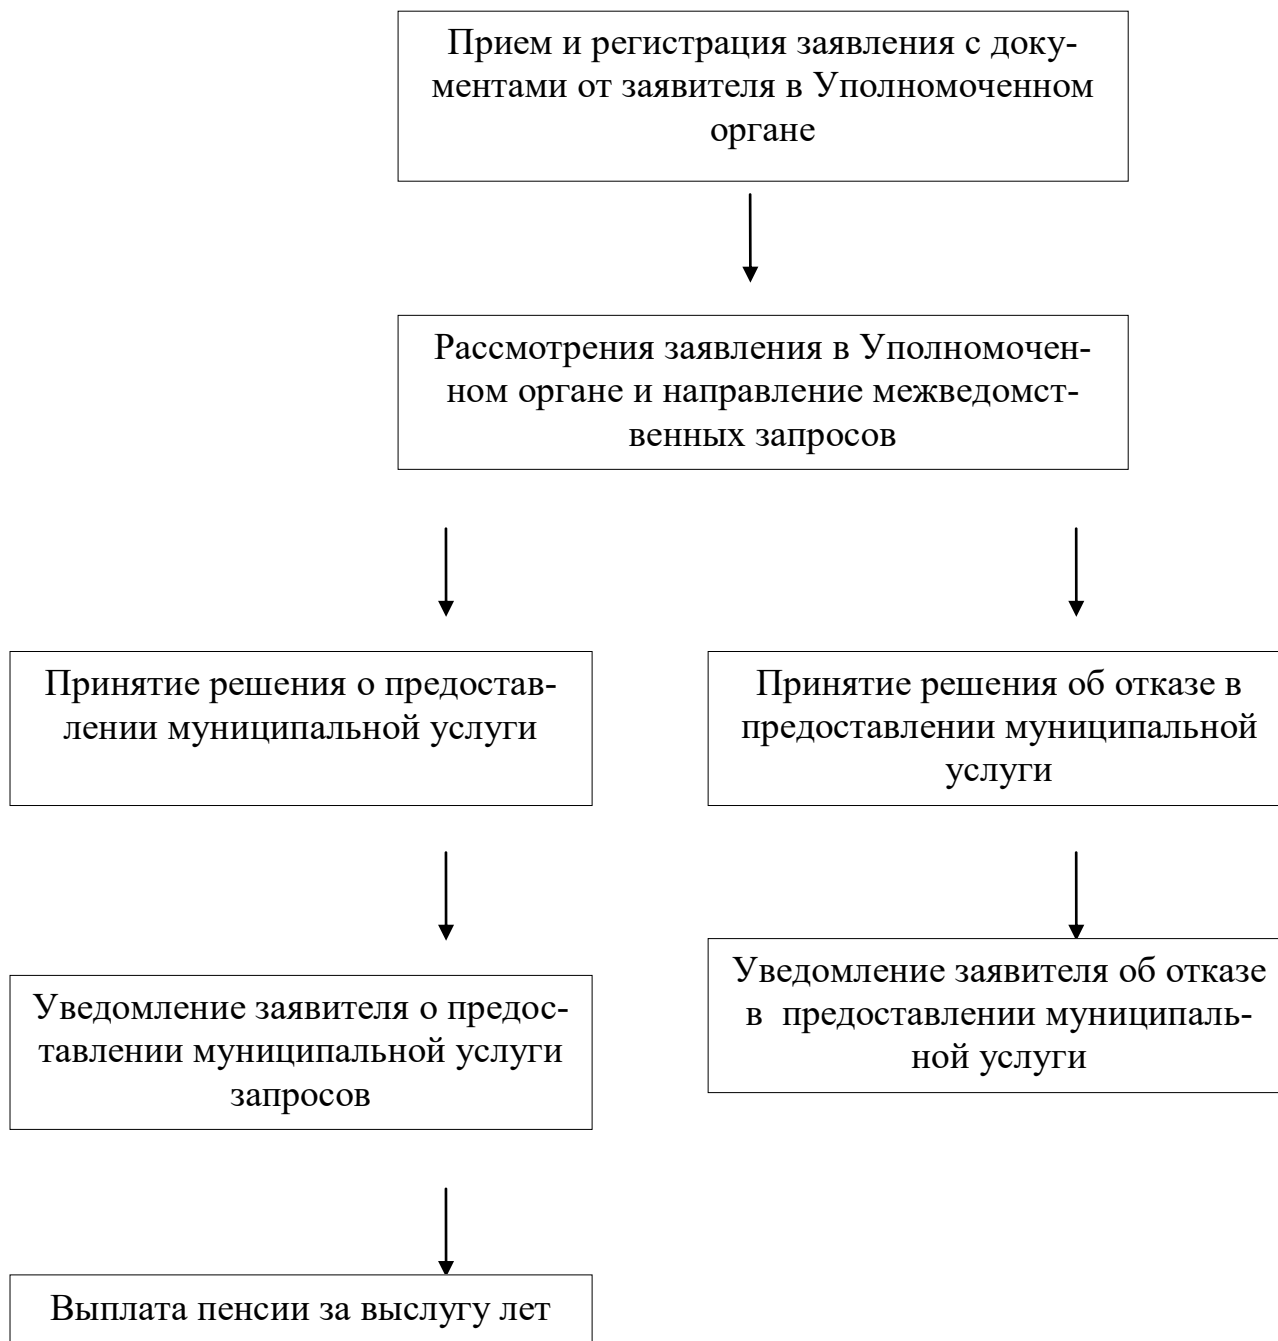 Прием и регистрация заявления с доку-
ментами от заявителя в Уполномоченном
органе
Рассмотрения заявления в Уполномочен-
ном органе и направление межведомст-
венных запросов
Принятие решения о предостав-
лении муниципальной услуги
Принятие решения об отказе в
предоставлении муниципальной
услуги
Уведомление заявителя о предос-
тавлении муниципальной услуги
запросов
Уведомление заявителя об отказе
в  предоставлении муниципаль-
ной услуги
Выплата пенсии за выслугу лет